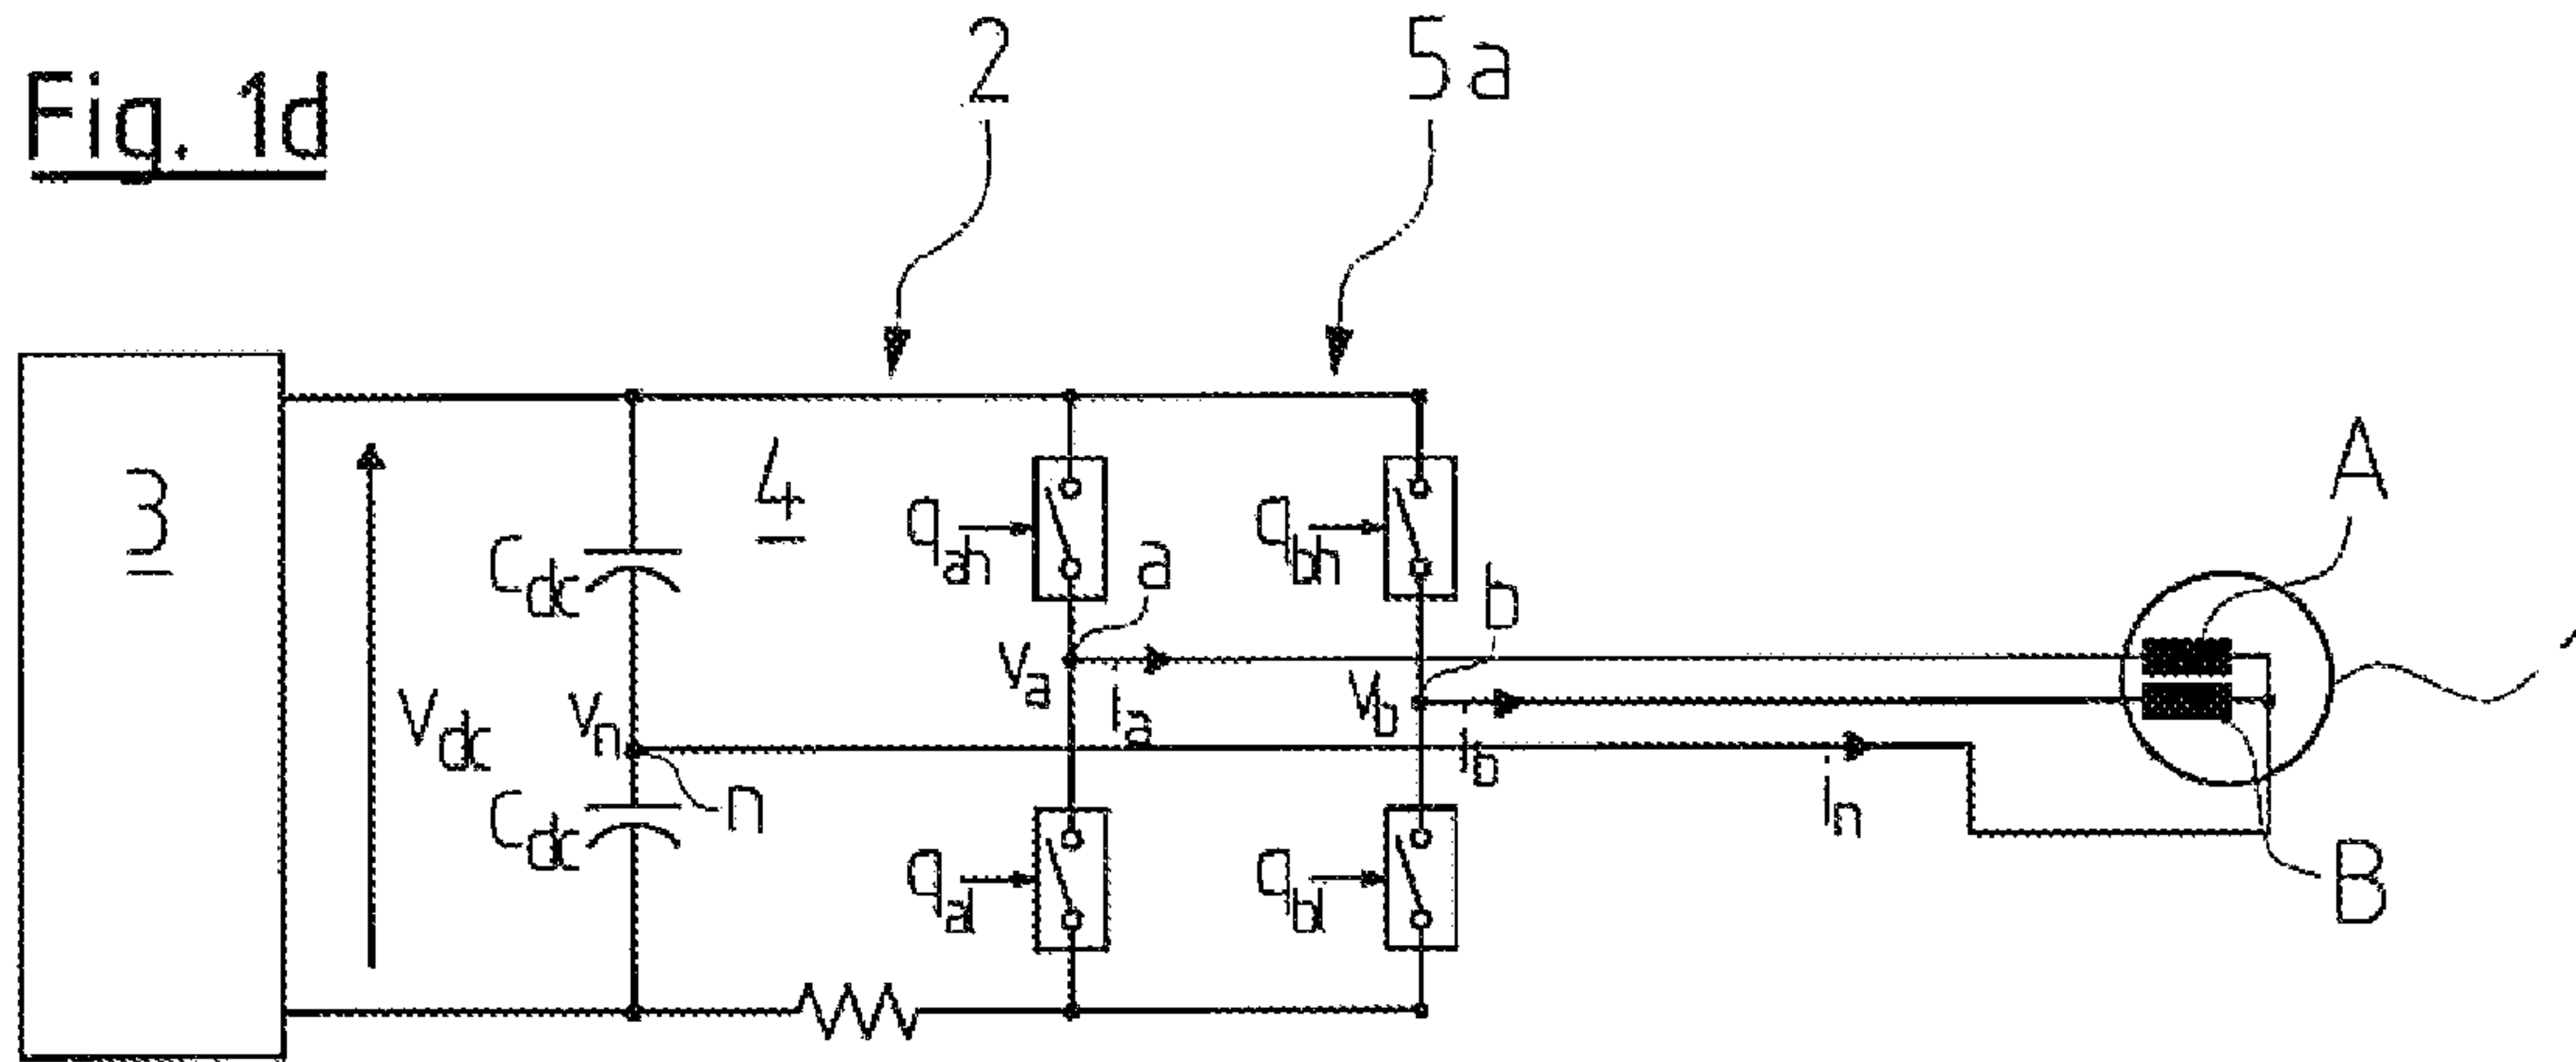 Fig. 1d
2
5a
3
4
A
C_dc
q_ah
q_bh
a
b
V_a
i_a
V_b
i_b
V_dc
V_n
n
i_n
C_dc
q_al
q_bl
B